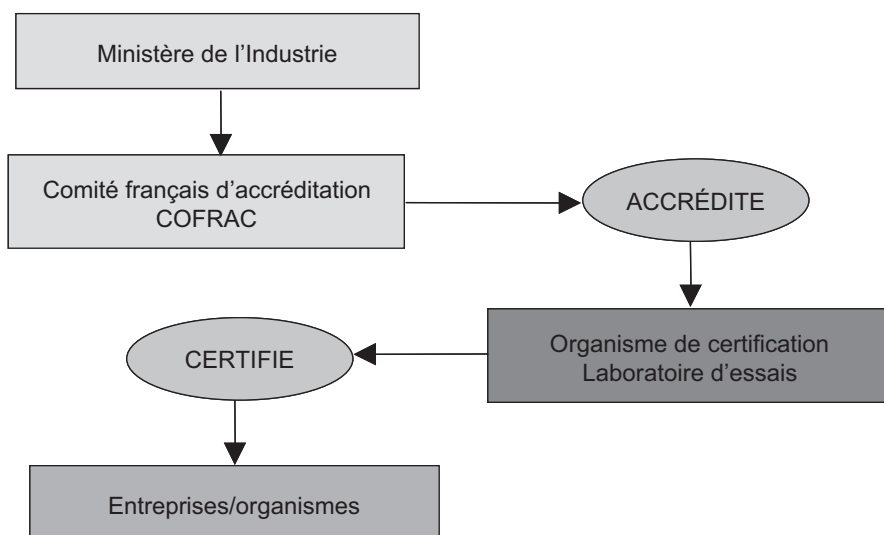 Ministère de l’Industrie
Comité français d’accréditation
COFRAC
ACCRÉDITE
Organisme de certification
Laboratoire d’essais
CERTIFIE
Entreprises/organismes